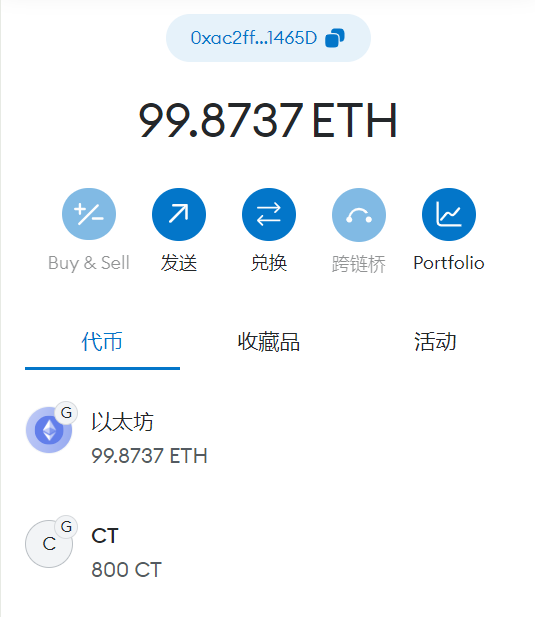 0xac2ff...1465D
99.8737 ETH
Buy & Sell
发送
兑换
跨链桥
Portfolio
代币
收藏品
活动
G
以太坊
99.8737 ETH
G
C
CT
800 CT